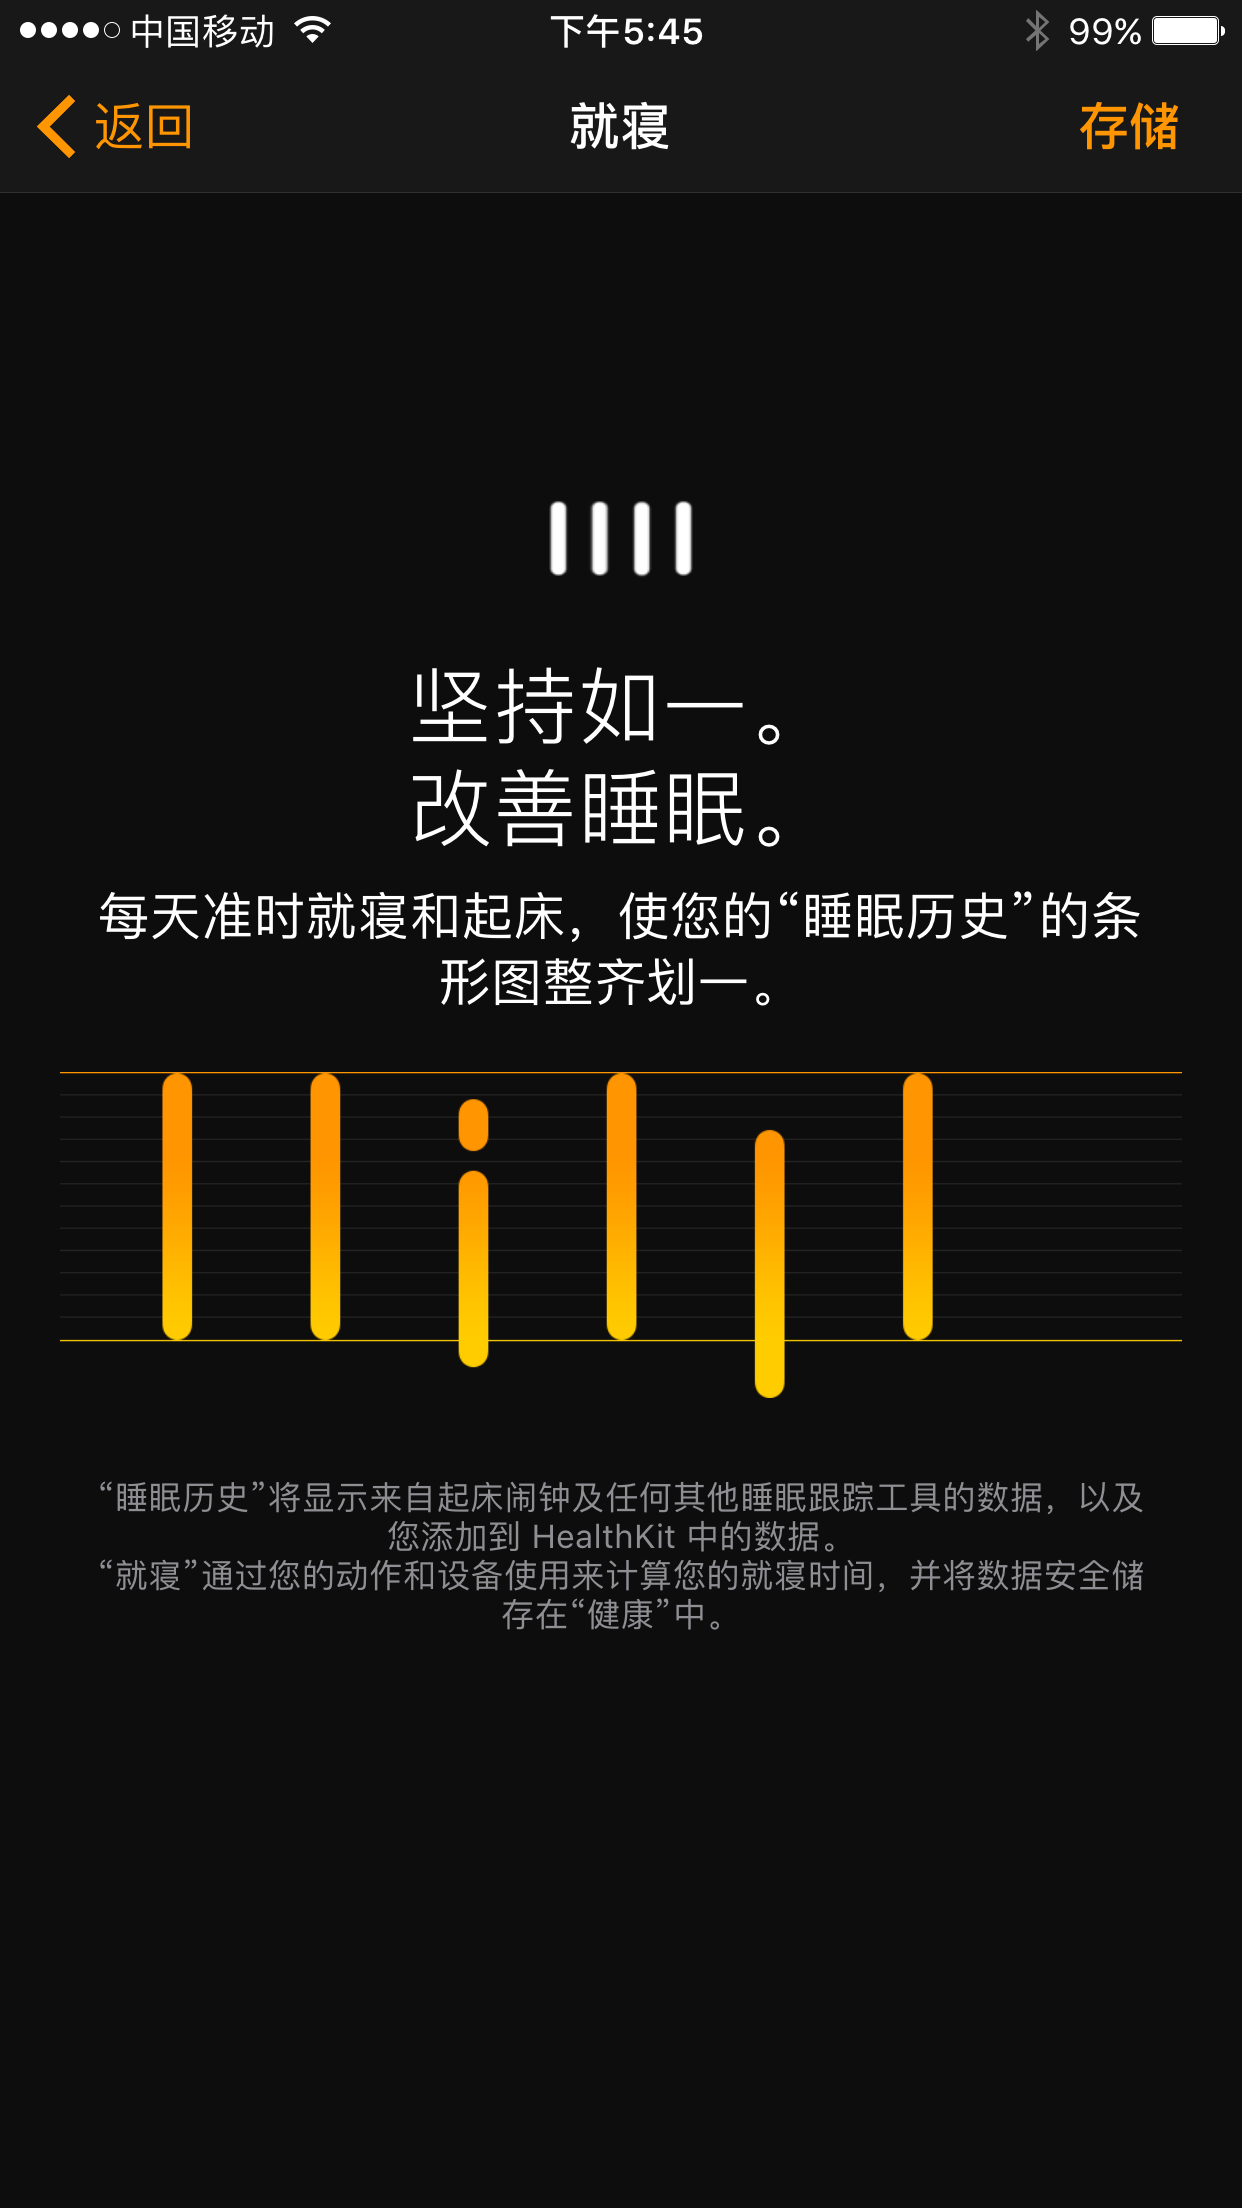 中国移动 下午5:45 99%
返回 就寝 存储
坚持如一。
改善睡眠。
每天准时就寝和起床，使您的“睡眠历史”的条
形图整齐划一。
“睡眠历史”将显示来自起床闹钟及任何其他睡眠跟踪工具的数据，以及
您添加到 HealthKit 中的数据。
“就寝”通过您的动作和设备使用来计算您的就寝时间，并将数据安全储
存在“健康”中。